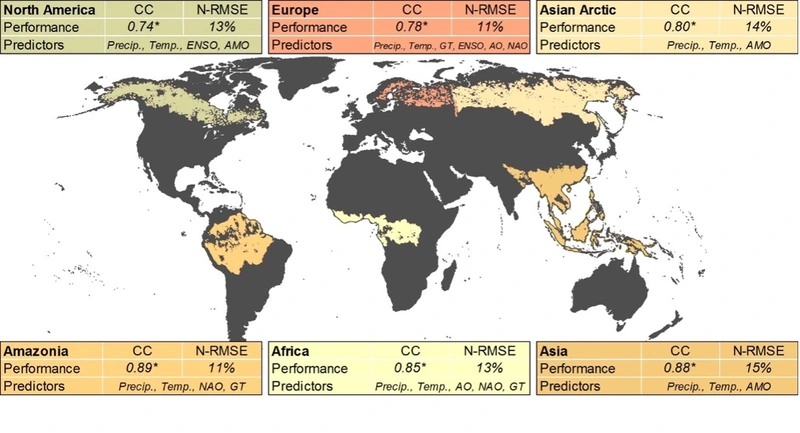 North America CC N-RMSE
Performance 0.74* 13%
Predictors Precip., Temp., ENSO, AMO
Europe CC N-RMSE
Performance 0.78* 11%
Predictors Precip., Temp., GT, ENSO, AO, NAO
Asian Arctic CC N-RMSE
Performance 0.80* 14%
Predictors Precip., Temp., AMO
Amazonia CC N-RMSE
Performance 0.89* 11%
Predictors Precip., Temp., NAO, GT
Africa CC N-RMSE
Performance 0.85* 13%
Predictors Precip., Temp., AO, NAO, GT
Asia CC N-RMSE
Performance 0.88* 15%
Predictors Precip., Temp., AMO